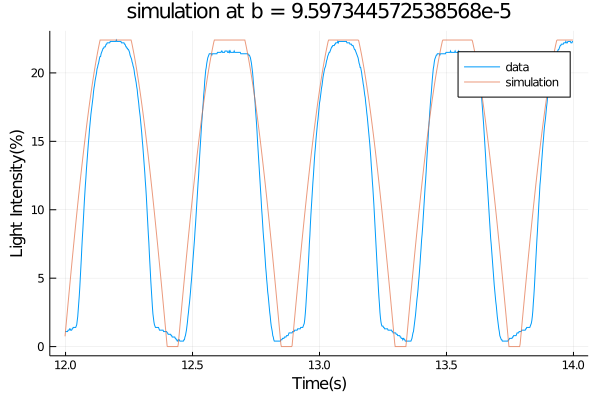 simulation at b = 9.597344572538568e-5
Light Intensity(%)
20
15
10
5
0
data
simulation
12.0 12.5 13.0 13.5 14.0
Time(s)